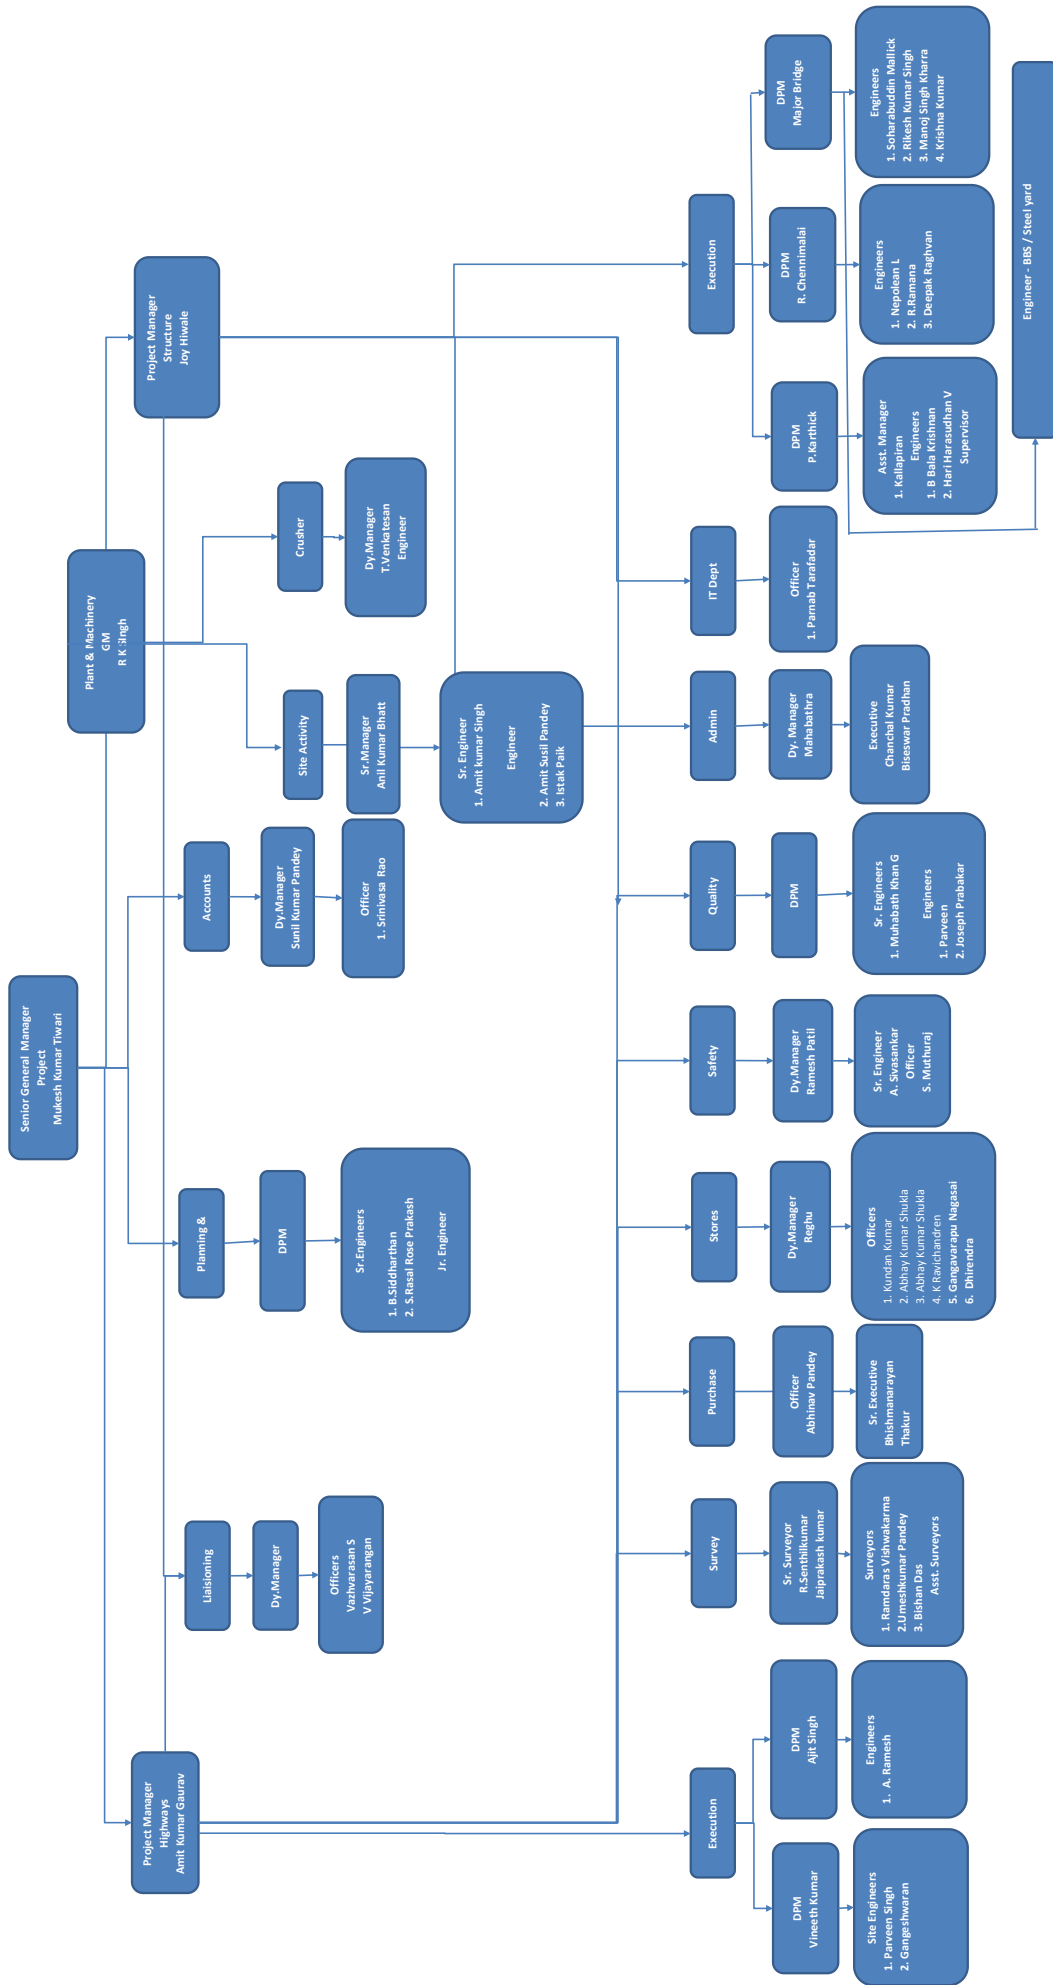 Senior General Manager
Project
Mukesh Kumar Tiwari
Project Manager
Highways
Amit Kumar Gaurav
Plant & Machinery
GM
R K Singh
Project Manager
Structure
Joy Hiwale
Liaisioning
Dy.Manager
Officers
Vazhvarasan S
V Vijayarangan
Planning &
DPM
Sr.Engineers
1. B.Siddharthan
2. S.Rasal Rose Prakash
Jr. Engineer
Accounts
Dy.Manager
Sunil Kumar Pandey
Officer
1. Srinivasa Rao
Site Activity
Sr.Manager
Anil Kumar Bhatt
Sr. Engineer
1. Amit kumar Singh
Engineer
2. Amit Susil Pandey
3. Istak Paik
Crusher
Dy.Manager
T.Venkatesan
Engineer
Execution
DPM
Vineeth Kumar
Site Engineers
1. Parveen Singh
2. Gangeshwaran
DPM
Ajit Singh
Engineers
1. A. Ramesh
Survey
Sr. Surveyor
R.Senthilkumar
Jaiprakash kumar
Surveyors
1. Ramdaras Vishwakarma
2.Umeshkumar Pandey
3. Bishan Das
Asst. Surveyors
Purchase
Officer
Abhinav Pandey
Sr. Executive
Bhishmanarayan
Thakur
Stores
Dy.Manager
Reghu
Officers
1. Kundan Kumar
2. Abhay Kumar Shukla
3. Abhay Kumar Shukla
4. K Ravichandren
5. Gangavarapu Nagasai
6. Dhirendra
Safety
Dy.Manager
Ramesh Patil
Sr. Engineer
A. Sivasankar
Officer
S. Muthuraj
Quality
DPM
Sr. Engineers
1. Muhabath Khan G
Engineers
1. Parveen
2. Joseph Prabakar
Admin
Dy. Manager
Mahabathra
Executive
Chanchal Kumar
Biseswar Pradhan
IT Dept
Officer
1. Parnab Tarafadar
Execution
DPM
P.Karthick
Asst. Manager
1. Kallapiran
Engineers
1. B Bala Krishnan
2. Hari Harasudhan V
Supervisor
DPM
R. Chennimalai
Engineers
1. Nepolean L
2. R.Ramana
3. Deepak Raghvan
DPM
Major Bridge
Engineers
1. Soharabuddin Mallick
2. Rikesh Kumar Singh
3. Manoj Singh Kharra
4. Krishna Kumar
Engineer - BBS / Steel yard